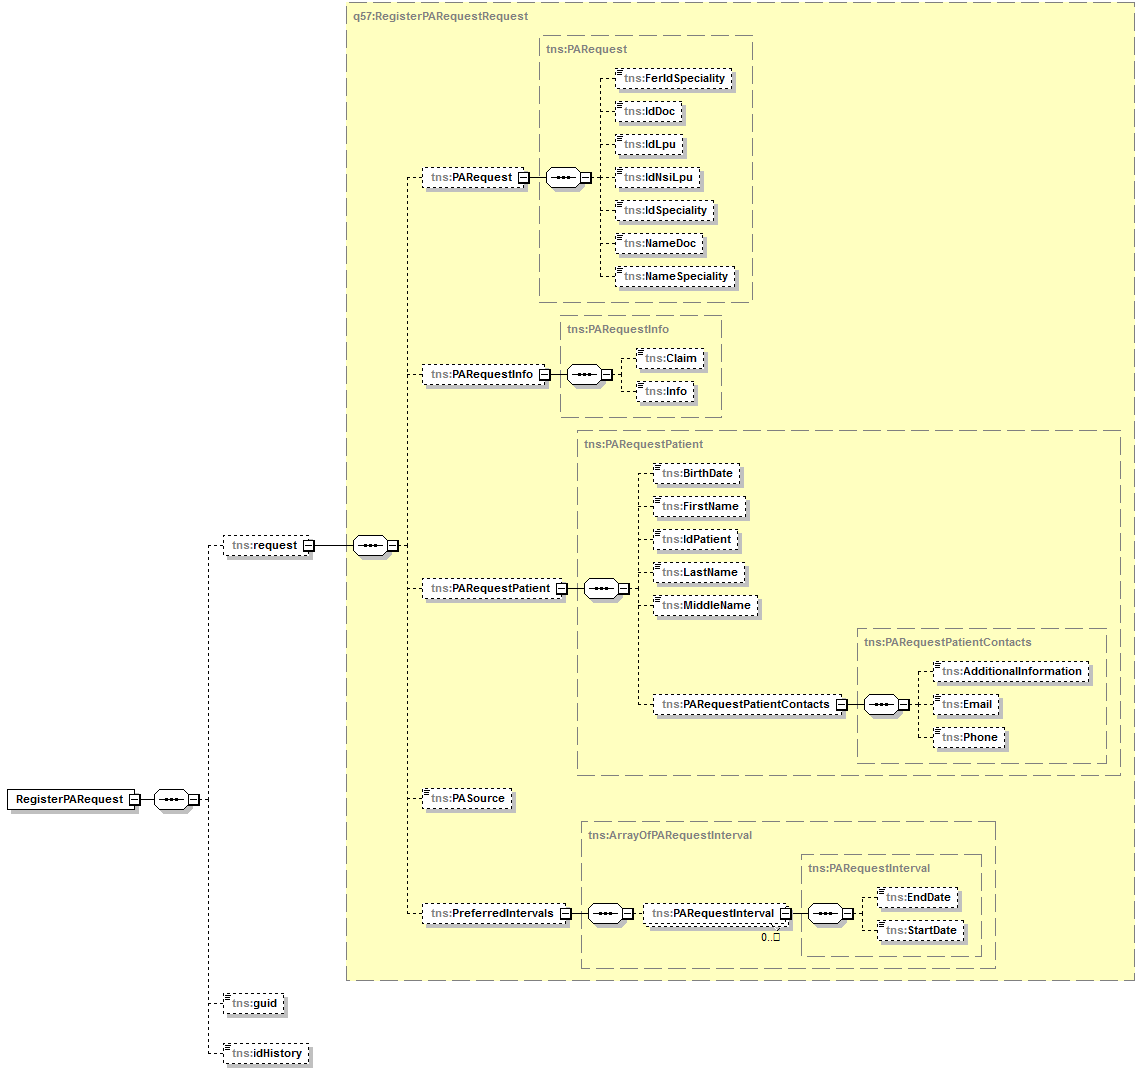 q57:RegisterPARequestRequest
tns:PARequest
tns:FerIdSpeciality
tns:IdDoc
tns:IdLpu
tns:PARequest
tns:IdNsiLpu
tns:IdSpeciality
tns:NameDoc
tns:NameSpeciality
tns:PARequestInfo
tns:Claim
tns:PARequestInfo
tns:Info
tns:PARequestPatient
tns:BirthDate
tns:FirstName
tns:IdPatient
tns:request
tns:LastName
tns:PARequestPatient
tns:MiddleName
tns:PARequestPatientContacts
tns:AdditionalInformation
tns:PARequestPatientContacts
tns:Email
tns:Phone
RegisterPARequest
tns:PASource
tns:ArrayOfPARequestInterval
tns:PARequestInterval
tns:EndDate
tns:PreferredIntervals
tns:PARequestInterval
tns:StartDate
0..
tns:guid
tns:idHistory